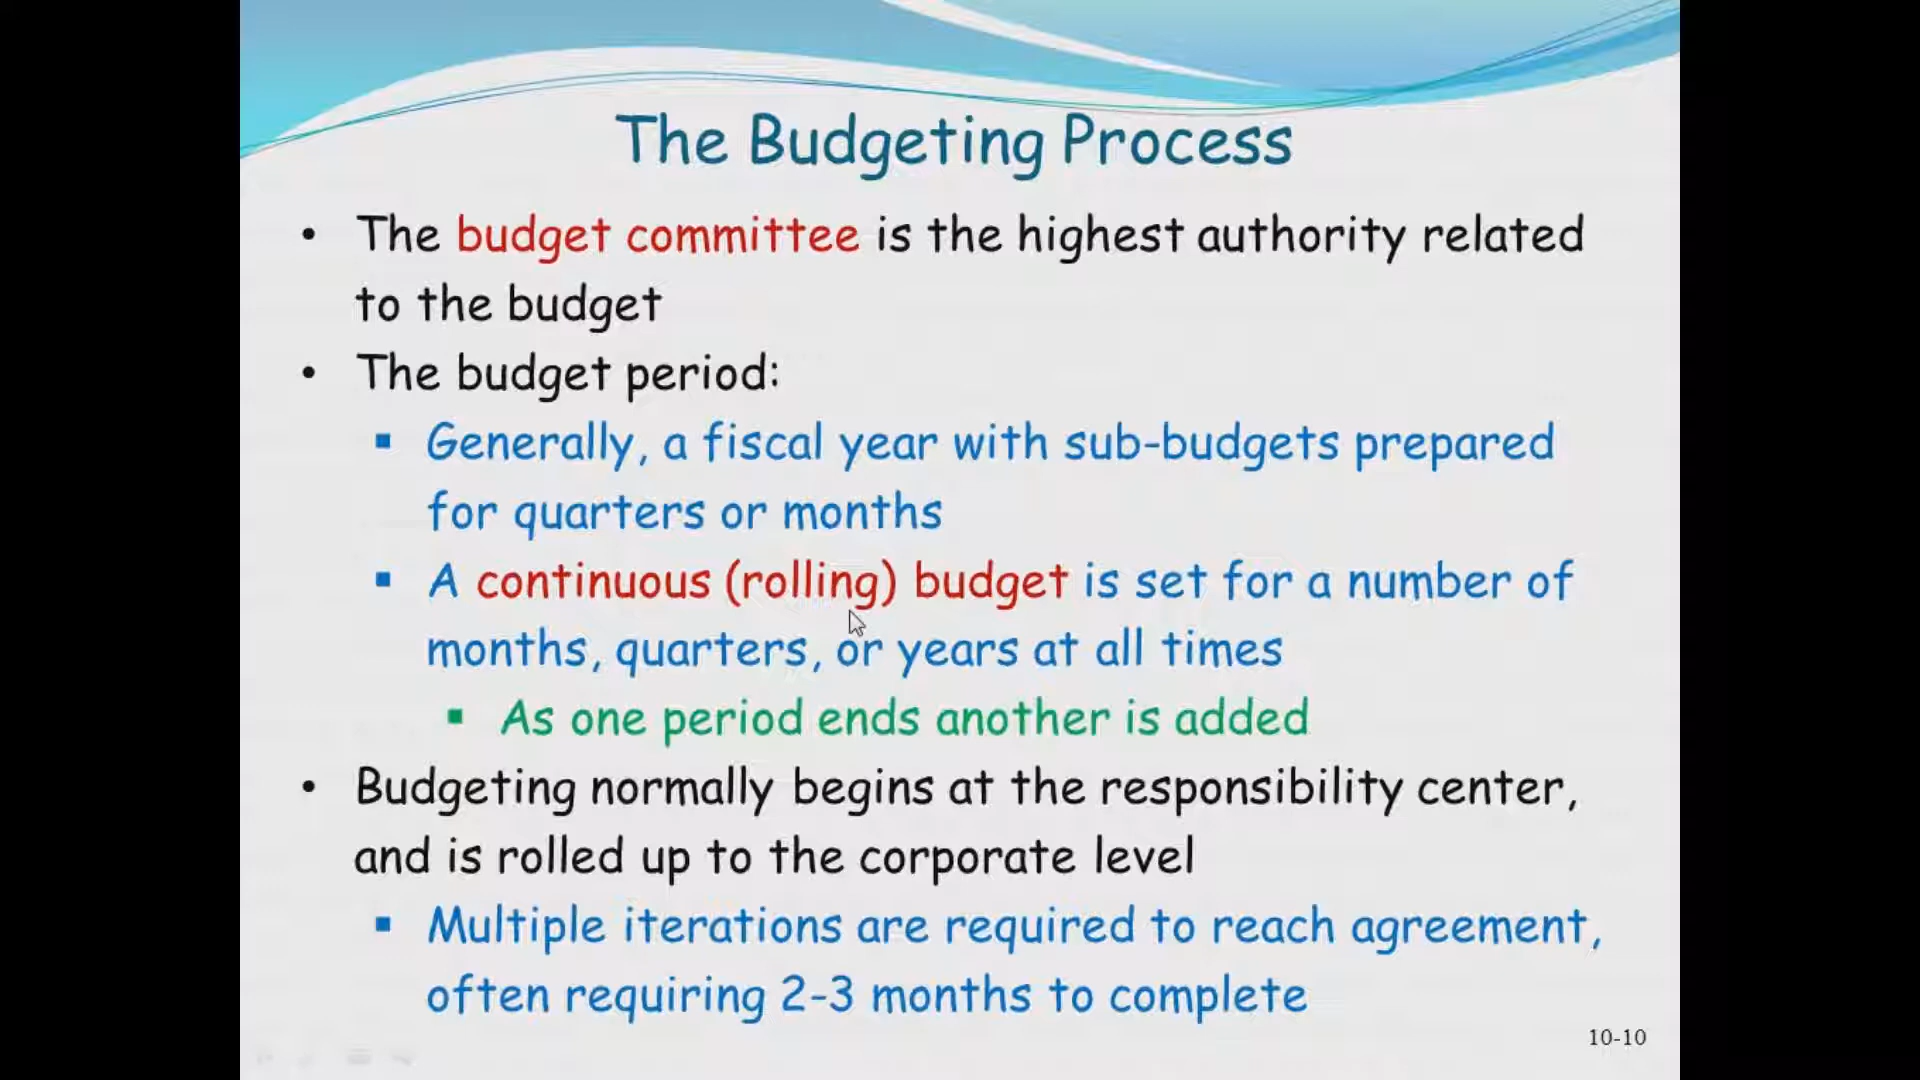 The Budgeting Process
• The budget committee is the highest authority related
to the budget
• The budget period:
▪ Generally, a fiscal year with sub-budgets prepared
for quarters or months
▪ A continuous (rolling) budget is set for a number of
months, quarters, or years at all times
▪ As one period ends another is added
• Budgeting normally begins at the responsibility center,
and is rolled up to the corporate level
▪ Multiple iterations are required to reach agreement,
often requiring 2-3 months to complete
10-10